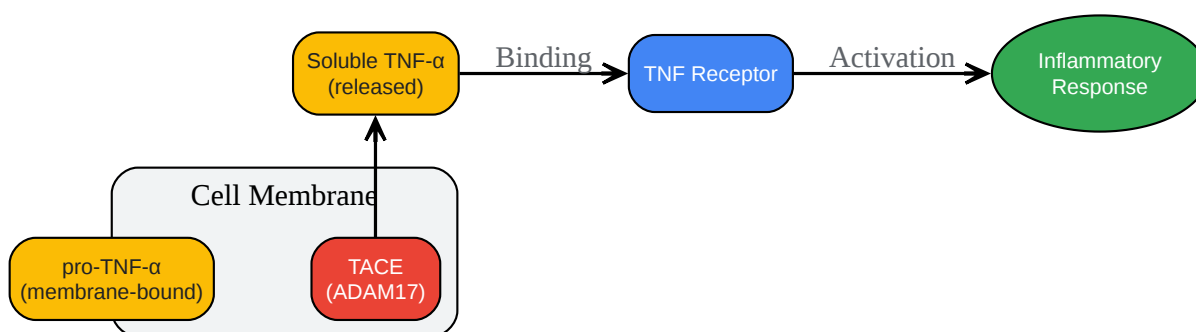 Soluble TNF-α
(released)
Binding
TNF Receptor
Activation
Inflammatory
Response
Cell Membrane
pro-TNF-α
(membrane-bound)
TACE
(ADAM17)